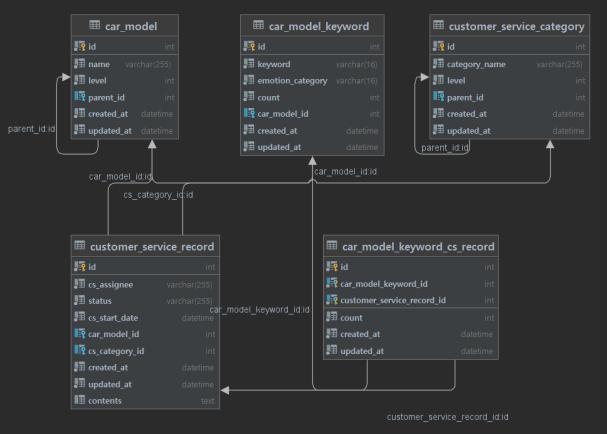 car_model
id int
name varchar(255)
level int
parent_id int
created_at datetime
updated_at datetime
parent_id:id
car_model_keyword
id int
keyword varchar(16)
emotion_category varchar(16)
count int
car_model_id int
created_at datetime
updated_at datetime
customer_service_category
id int
category_name varchar(255)
level int
parent_id int
created_at datetime
updated_at datetime
parent_id:id
car_model_id:id
car_model_id:id
cs_category_id:id
customer_service_record
id int
cs_assignee varchar(255)
status varchar(255)
cs_start_date datetime
car_model_id int
cs_category_id int
created_at datetime
updated_at datetime
contents text
car_model_keyword_id:id
car_model_keyword_cs_record
id int
car_model_keyword_id int
customer_service_record_id int
count int
created_at datetime
updated_at datetime
customer_service_record_id:id